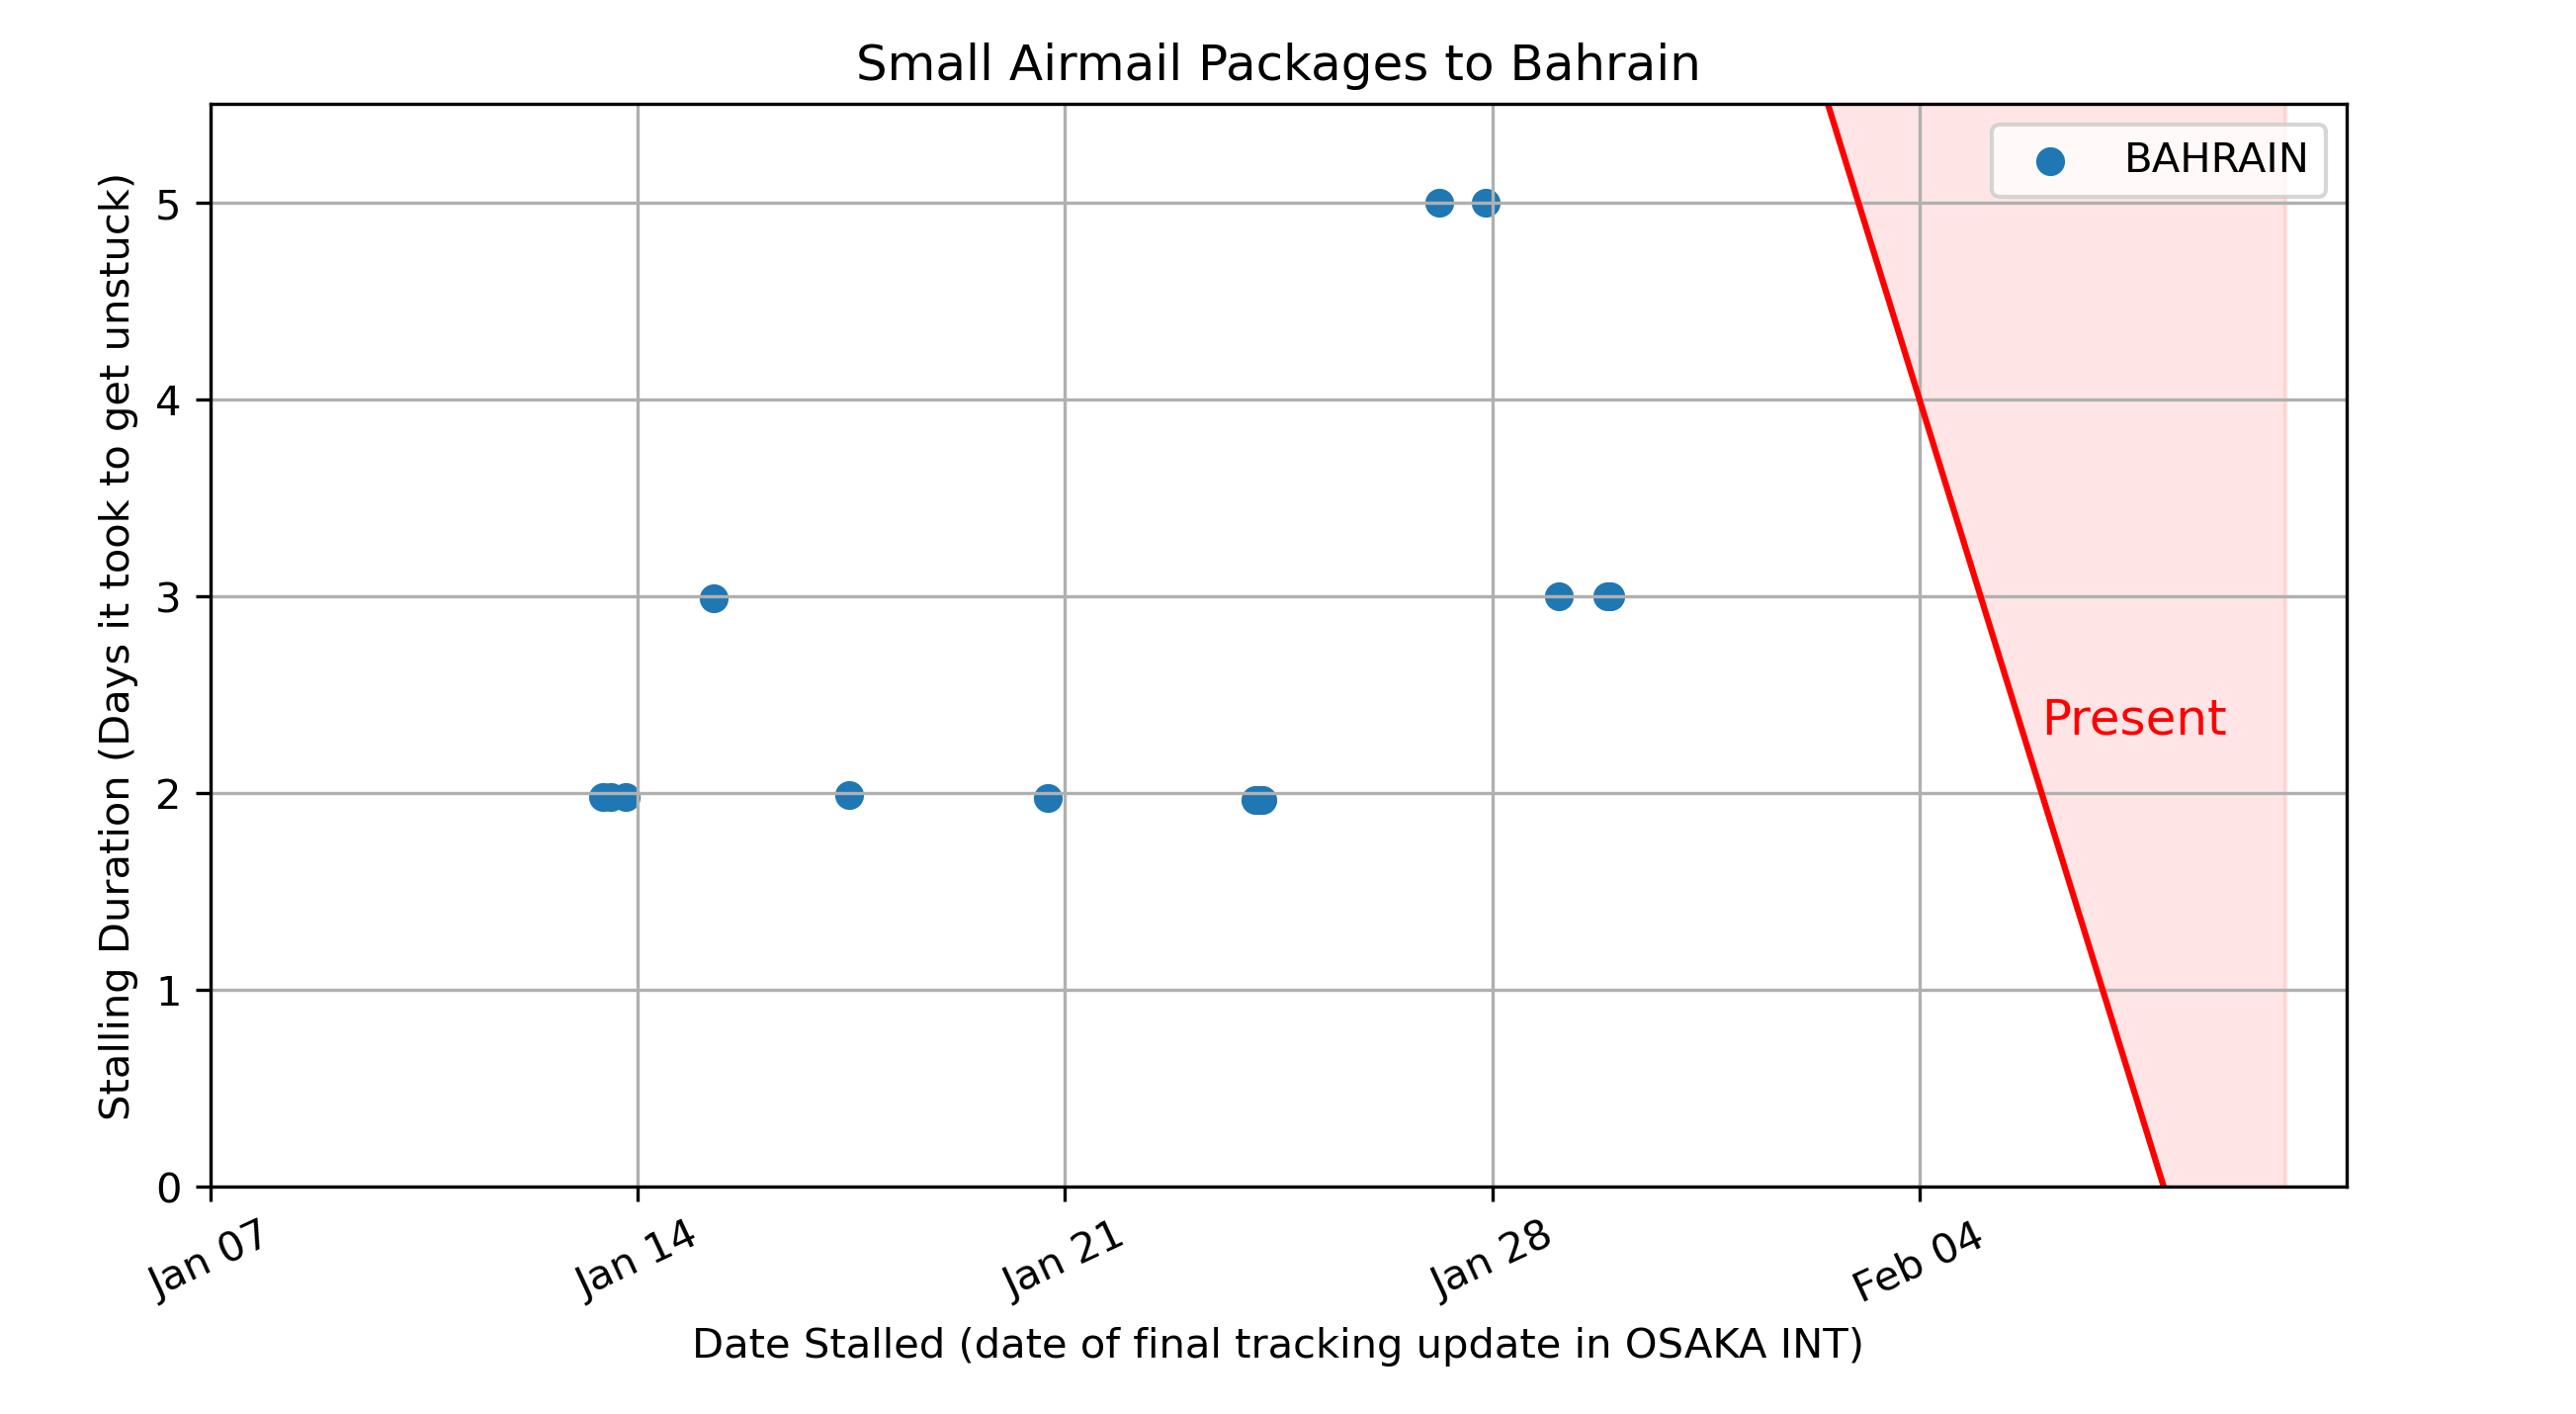 Small Airmail Packages to Bahrain
BAHRAIN
Stalling Duration (Days it took to get unstuck)
5
4
3
2
1
0
Present
Jan 07
Jan 14
Jan 21
Jan 28
Feb 04
Date Stalled (date of final tracking update in OSAKA INT)